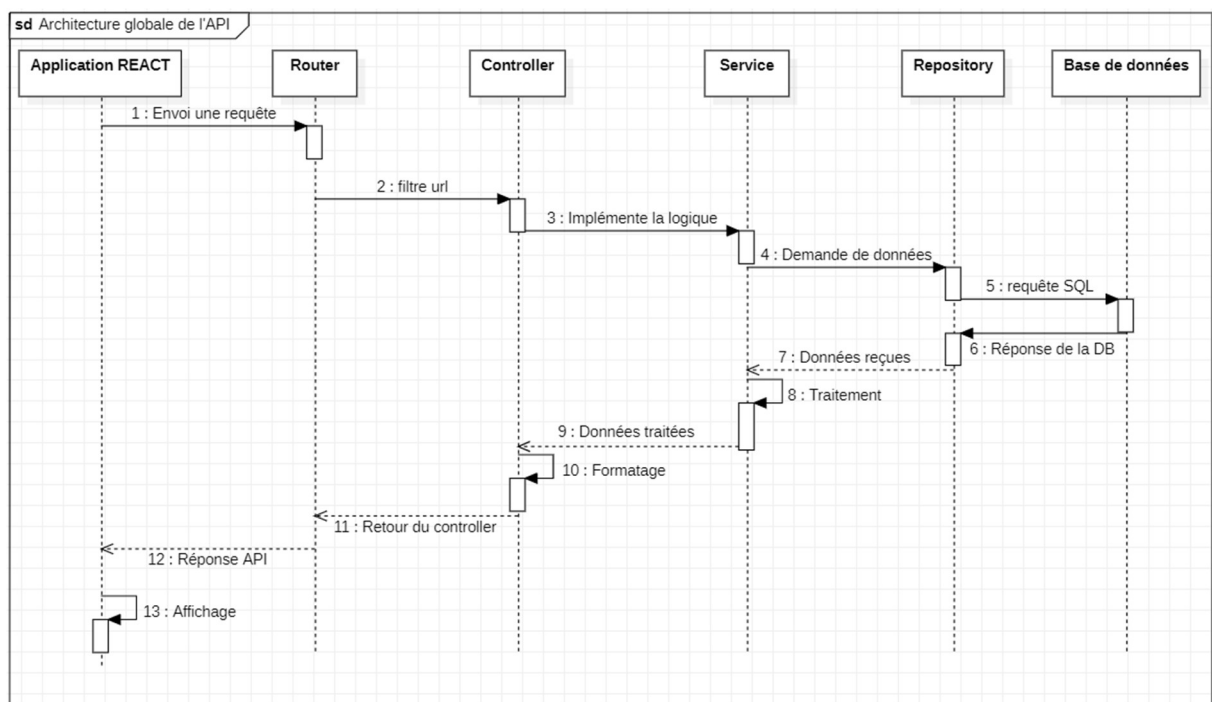 sd Architecture globale de l'API
Application REACT
Router
Controller
Service
Repository
Base de données
1 : Envoi une requête
2 : filtre url
3 : Implémente la logique
4 : Demande de données
5 : requête SQL
6 : Réponse de la DB
7 : Données reçues
8 : Traitement
9 : Données traitées
10 : Formatage
11 : Retour du controller
12 : Réponse API
13 : Affichage